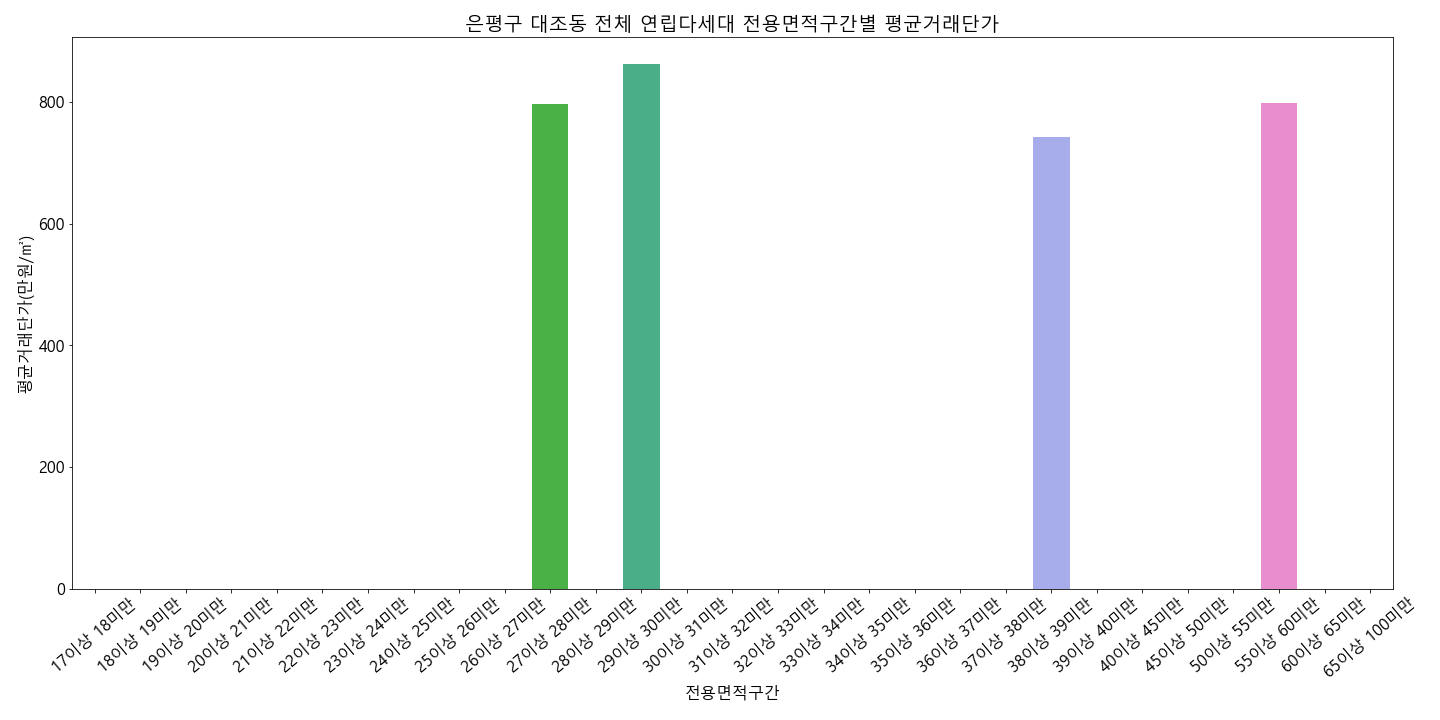 은평구 대조동 전체 연립다세대 전용면적구간별 평균거래단가
평균거래단가(만원/㎡)
800
600
400
200
0
17이상 18미만
18이상 19미만
19이상 20미만
20이상 21미만
21이상 22미만
22이상 23미만
23이상 24미만
24이상 25미만
25이상 26미만
26이상 27미만
27이상 28미만
28이상 29미만
29이상 30미만
30이상 31미만
31이상 32미만
32이상 33미만
33이상 34미만
34이상 35미만
35이상 36미만
36이상 37미만
37이상 38미만
38이상 39미만
39이상 40미만
40이상 45미만
45이상 50미만
50이상 55미만
55이상 60미만
60이상 65미만
65이상 100미만
전용면적구간